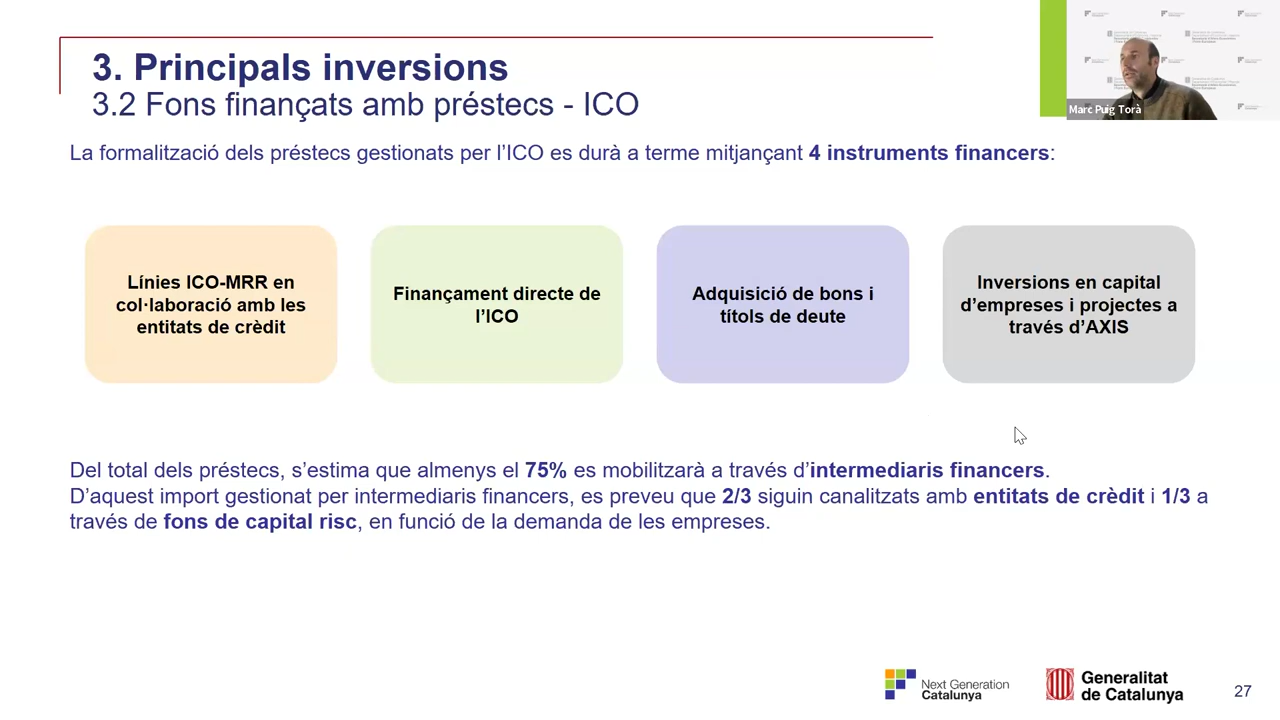 3. Principals inversions
3.2 Fons finançats amb préstecs - ICO
Marc Puig Torà
La formalització dels préstecs gestionats per l’ICO es durà a terme mitjançant 4 instruments financers:
Línies ICO-MRR en
col·laboració amb les
entitats de crèdit
Finançament directe de
l’ICO
Adquisició de bons i
títols de deute
Inversions en capital
d’empreses i projectes a
través d’AXIS
Del total dels préstecs, s’estima que almenys el 75% es mobilitzarà a través d’intermediaris financers.
D’aquest import gestionat per intermediaris financers, es preveu que 2/3 siguin canalitzats amb entitats de crèdit i 1/3 a
través de fons de capital risc, en funció de la demanda de les empreses.
Next Generation
Catalunya
Generalitat
de Catalunya
27